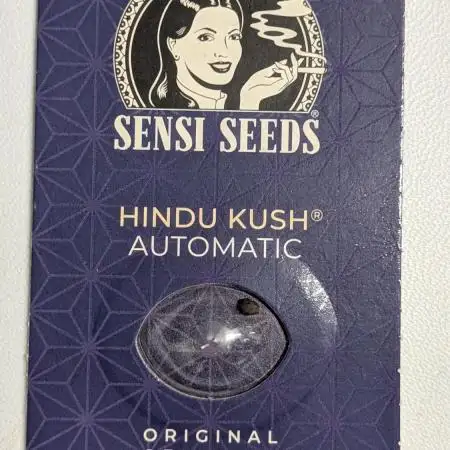 SENSI SEEDS®
HINDU KUSH®
AUTOMATIC
ORIGINAL